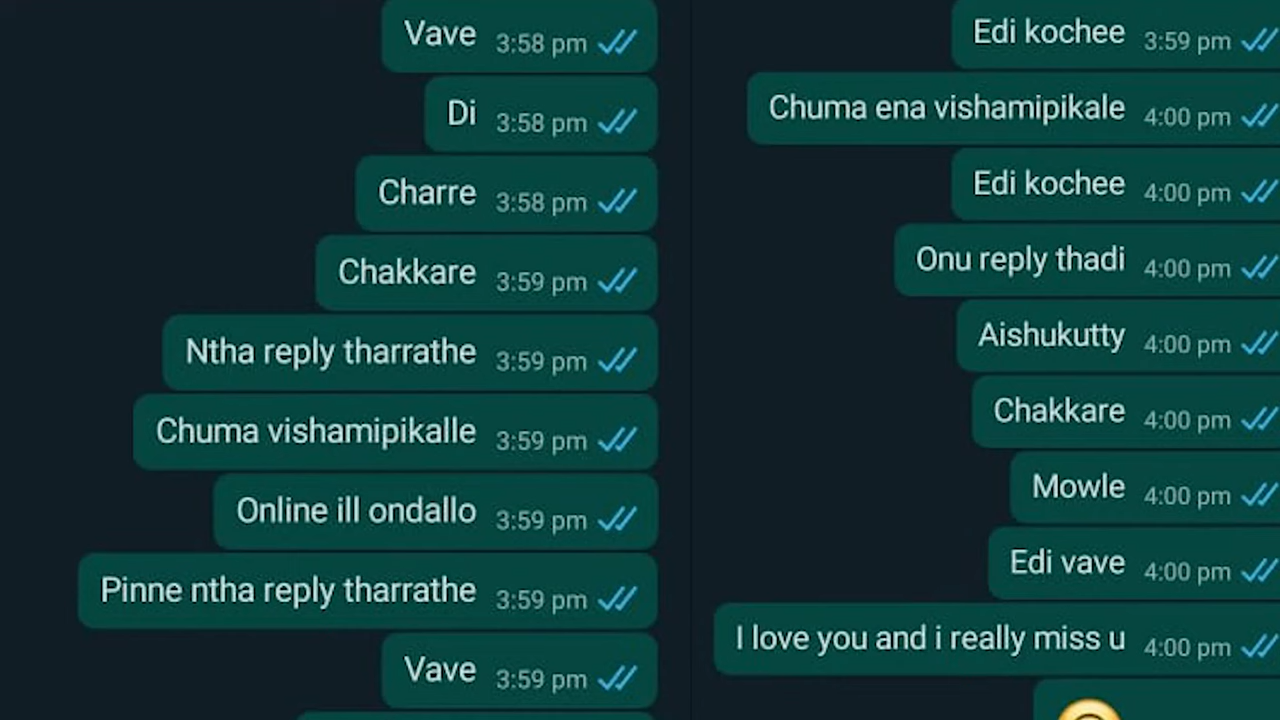 Vave 3:58 pm
Di 3:58 pm
Charre 3:58 pm
Chakkare 3:59 pm
Ntha reply tharrathe 3:59 pm
Chuma vishamipikalle 3:59 pm
Online ill ondallo 3:59 pm
Pinne ntha reply tharrathe 3:59 pm
Vave 3:59 pm
Edi kochee 3:59 pm
Chuma ena vishamipikale 4:00 pm
Edi kochee 4:00 pm
Onu reply thadi 4:00 pm
Aishukutty 4:00 pm
Chakkare 4:00 pm
Mowle 4:00 pm
Edi vave 4:00 pm
I love you and i really miss u 4:00 pm